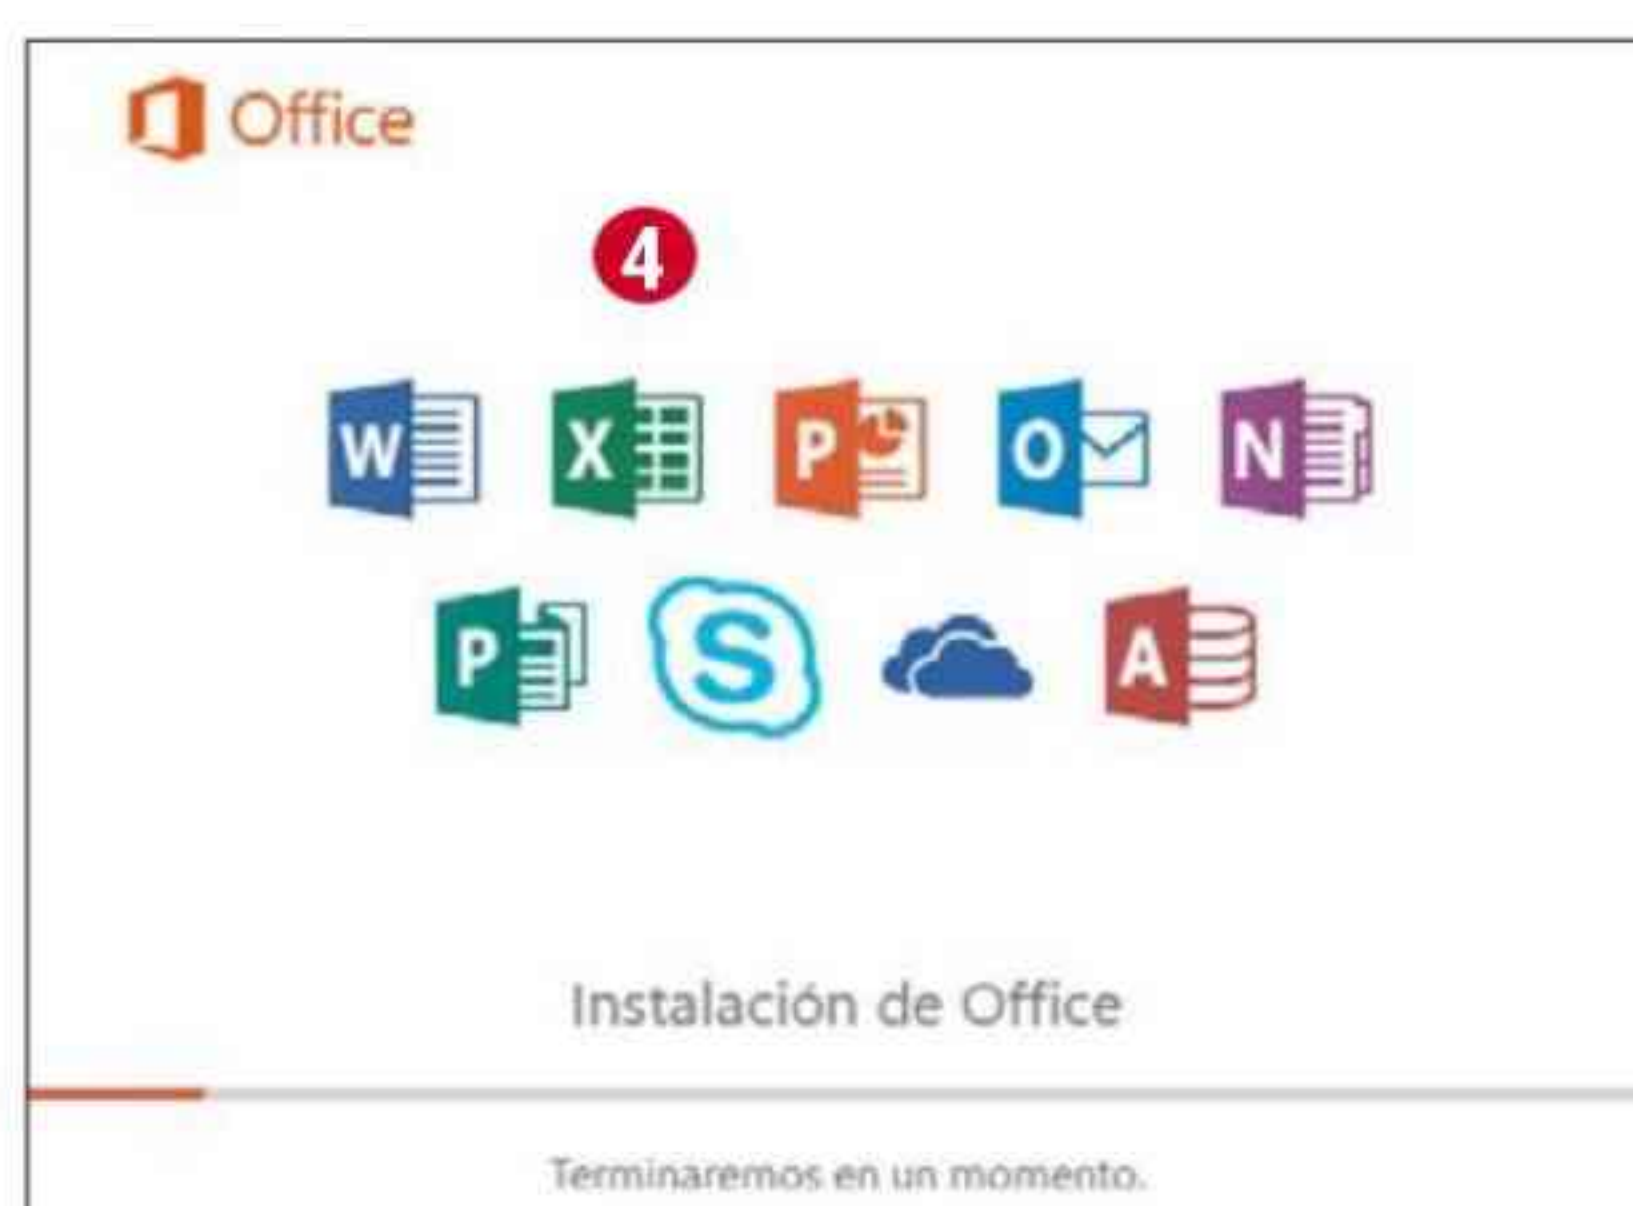 Office
4
W X P O N
P S A
Instalación de Office
Terminaremos en un momento.